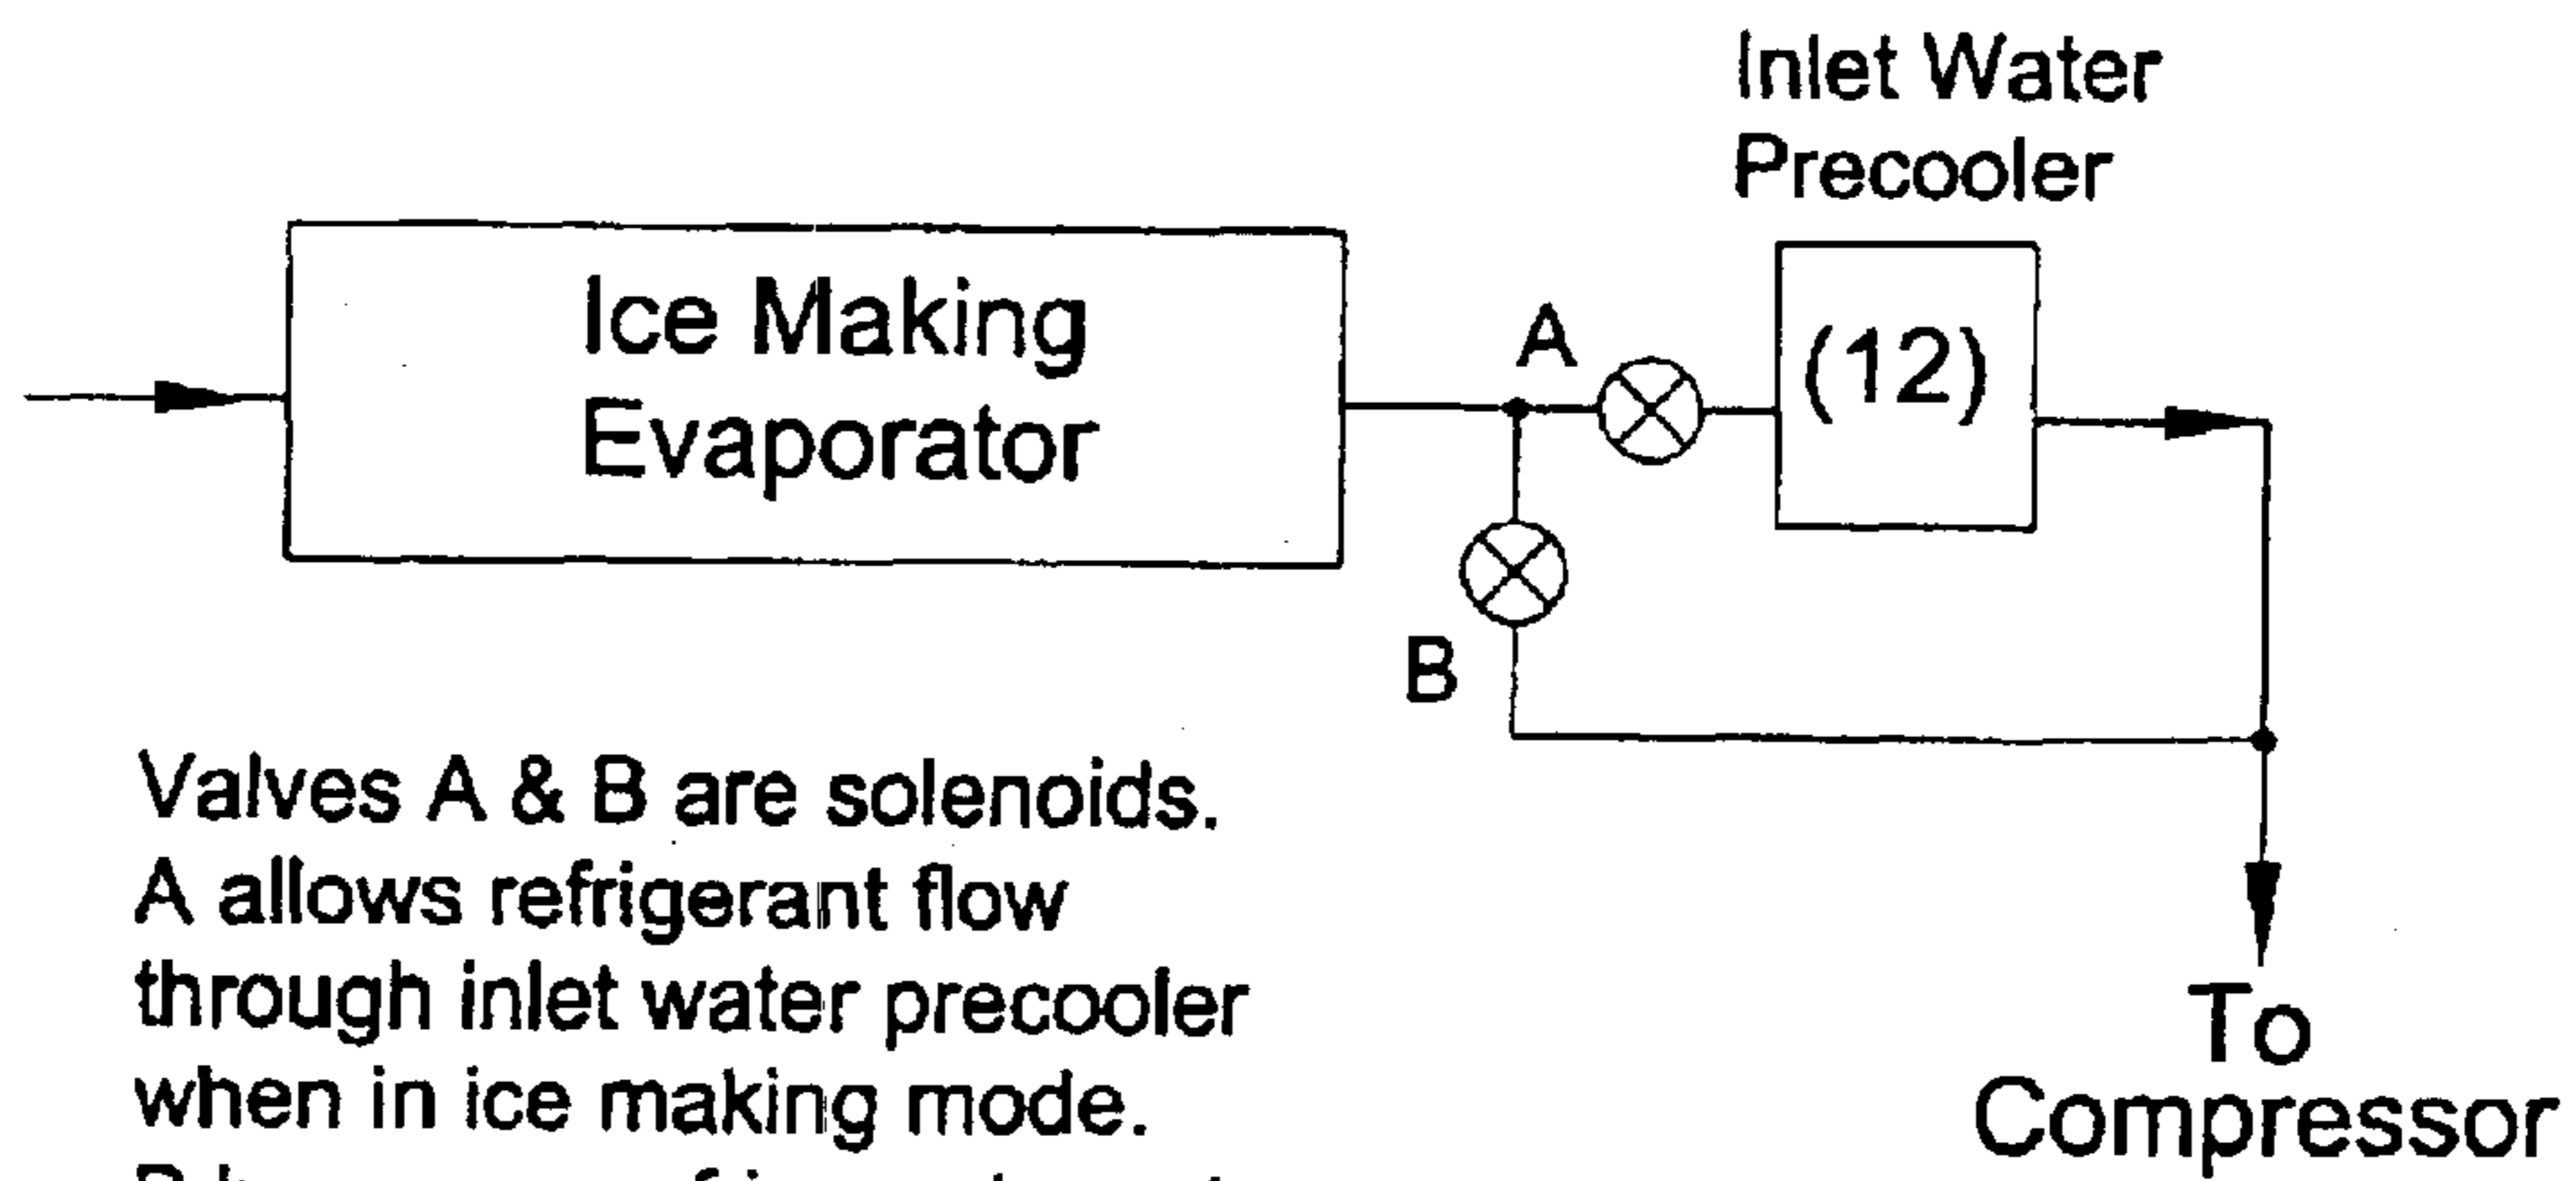 Inlet Water
Precooler
Ice Making
Evaporator
A
(12)
B
Valves A & B are solenoids.
A allows refrigerant flow
through inlet water precooler
when in ice making mode.
To
Compressor